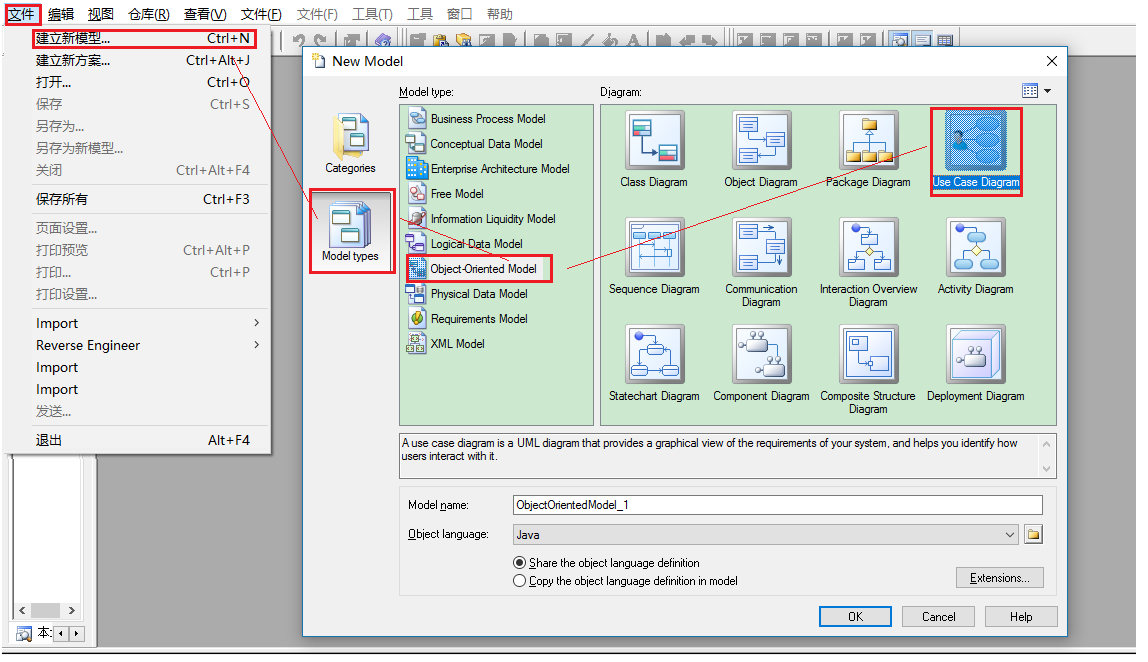 文件 编辑 视图 仓库(R) 查看(V) 文件(F) 文件(F) 工具(T) 工具 窗口 帮助
建立新模型... Ctrl+N
建立新方案... Ctrl+Alt+J
打开... Ctrl+O
保存 Ctrl+S
另存为...
另存为新模型...
关闭 Ctrl+Alt+F4
保存所有 Ctrl+F3
页面设置...
打印预览 Ctrl+Alt+P
打印... Ctrl+P
打印设置...
Import
Reverse Engineer
Import
Import
发送...
退出 Alt+F4
本:
New Model
Categories
Model types
Model type:
Business Process Model
Conceptual Data Model
Enterprise Architecture Model
Free Model
Information Liquidity Model
Logical Data Model
Object-Oriented Model
Physical Data Model
Requirements Model
XML Model
Diagram:
Class Diagram
Object Diagram
Package Diagram
Use Case Diagram
Sequence Diagram
Communication
Diagram
Interaction Overview
Diagram
Activity Diagram
Statechart Diagram
Component Diagram
Composite Structure
Diagram
Deployment Diagram
A use case diagram is a UML diagram that provides a graphical view of the requirements of your system, and helps you identify how
users interact with it.
Model name: ObjectOrientedModel_1
Object language: Java
Share the object language definition
Copy the object language definition in model
Extensions...
OK Cancel Help